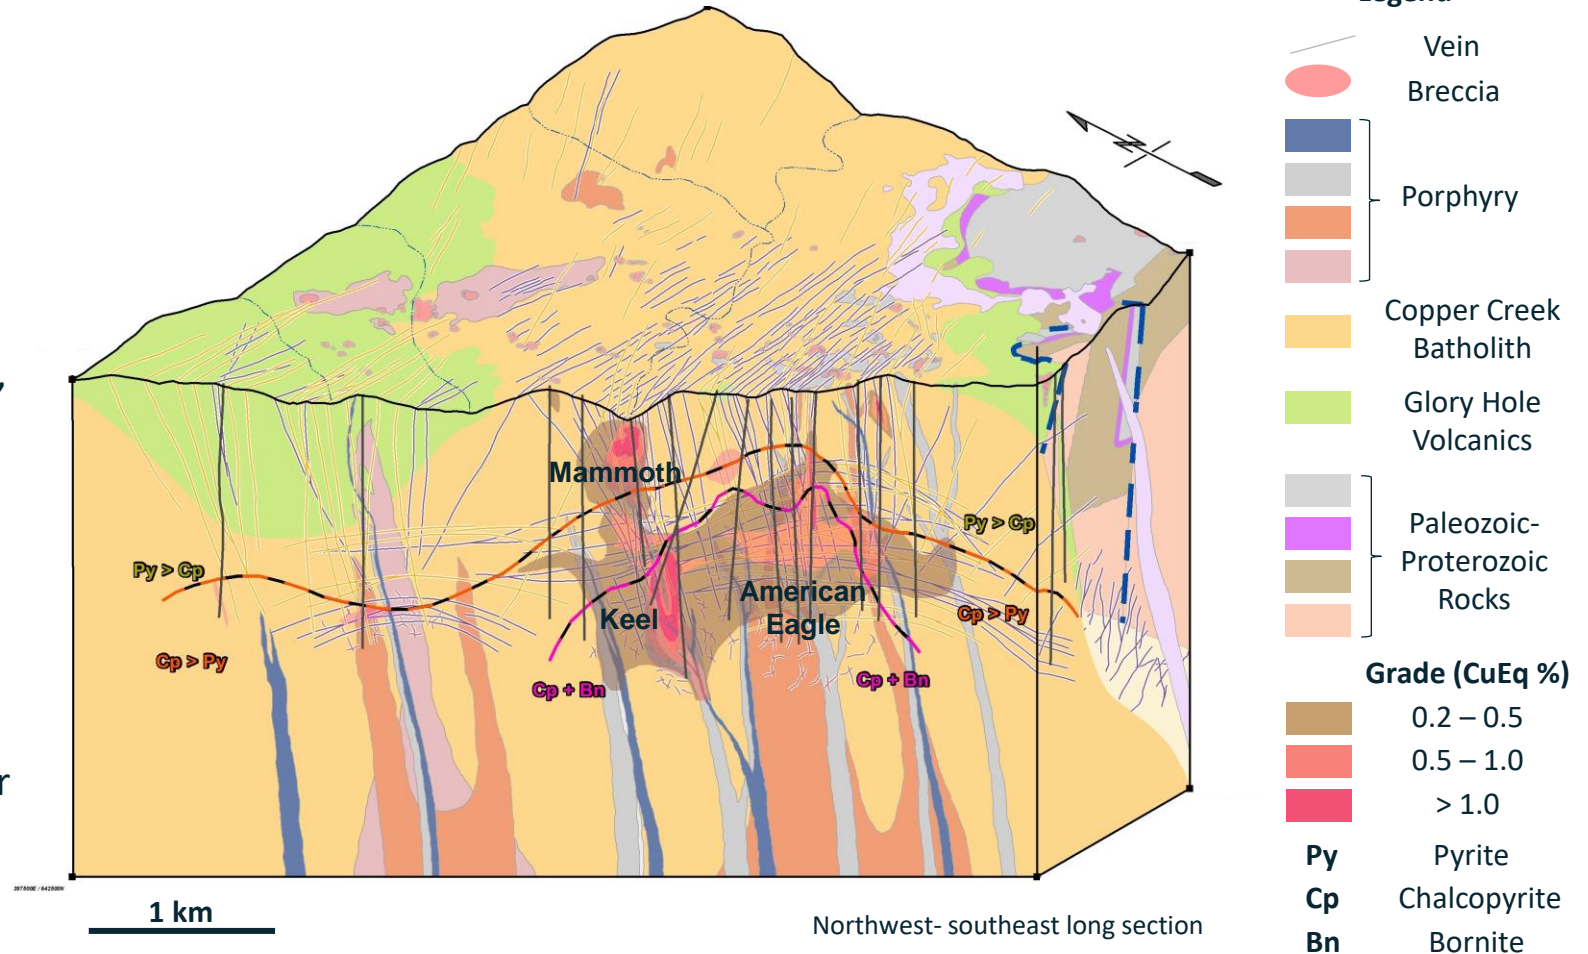 Legend
Vein
Breccia
Porphyry
Copper Creek
Batholith
Glory Hole
Volcanics
Paleozoic-
Proterozoic
Rocks
Grade (CuEq %)
0.2 – 0.5
0.5 – 1.0
> 1.0
Py Pyrite
Cp Chalcopyrite
Bn Bornite
Mammoth
Keel
American
Eagle
Py > Cp
Cp > Py
Cp + Bn
Cp + Bn
Py > Cp
Cp > Py
,
r
1 km
Northwest- southeast long section